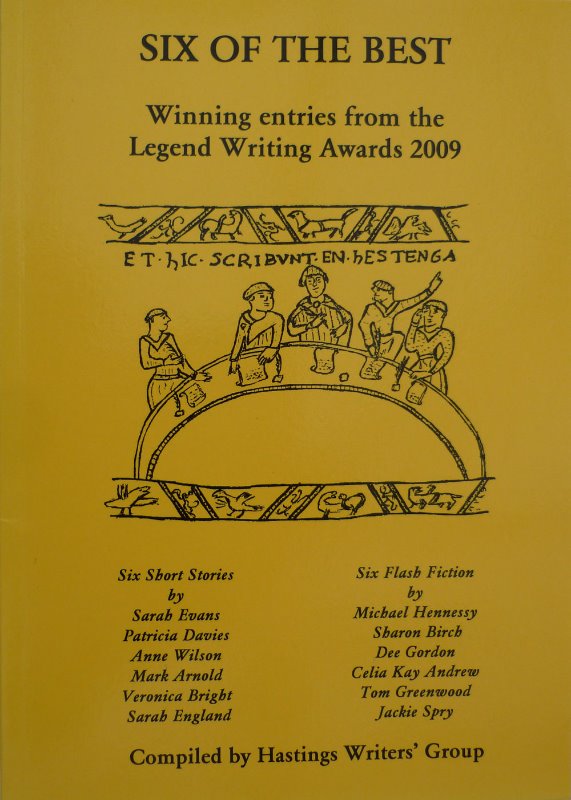 SIX OF THE BEST
Winning entries from the
Legend Writing Awards 2009
ET·hIC·SCRIBVNT·EN·hESTENGA
Six Short Stories
by
Sarah Evans
Patricia Davies
Anne Wilson
Mark Arnold
Veronica Bright
Sarah England
Six Flash Fiction
by
Michael Hennessy
Sharon Birch
Dee Gordon
Celia Kay Andrew
Tom Greenwood
Jackie Spry
Compiled by Hastings Writers' Group